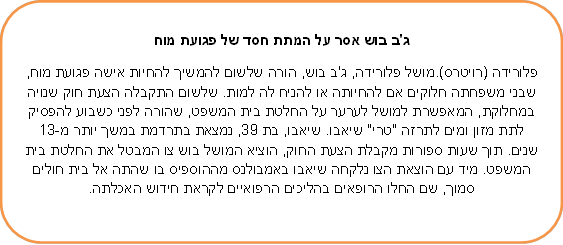 ג'ב בוש אסר על המתת חסד של פגועת מוח
פלורידה (רויטרס).מושל פלורידה, ג'ב בוש, הורה שלשום להמשיך להחיות אישה פגועת מוח,
שבני משפחתה חלוקים אם להחיותה או להניח לה למות. שלשום התקבלה הצעת חוק שנויה
במחלוקת, המאפשרת למושל לערער על החלטת בית המשפט, שהורה לפני כשבוע להפסיק
לתת מזון ומים לתרזה "טרי" שיאבו. שיאבו, בת 39, נמצאת בתרדמת במשך יותר מ-13
שנים. תוך שעות ספורות מקבלת הצעת החוק, הוציא המושל בוש צו המבטל את החלטת בית
המשפט. מיד עם הוצאת הצו נלקחה שיאבו באמבולנס מההוספיס בו שהתה אל בית חולים
סמוך, שם החלו הרופאים בהליכים הרפואיים לקראת חידוש האכלתה.